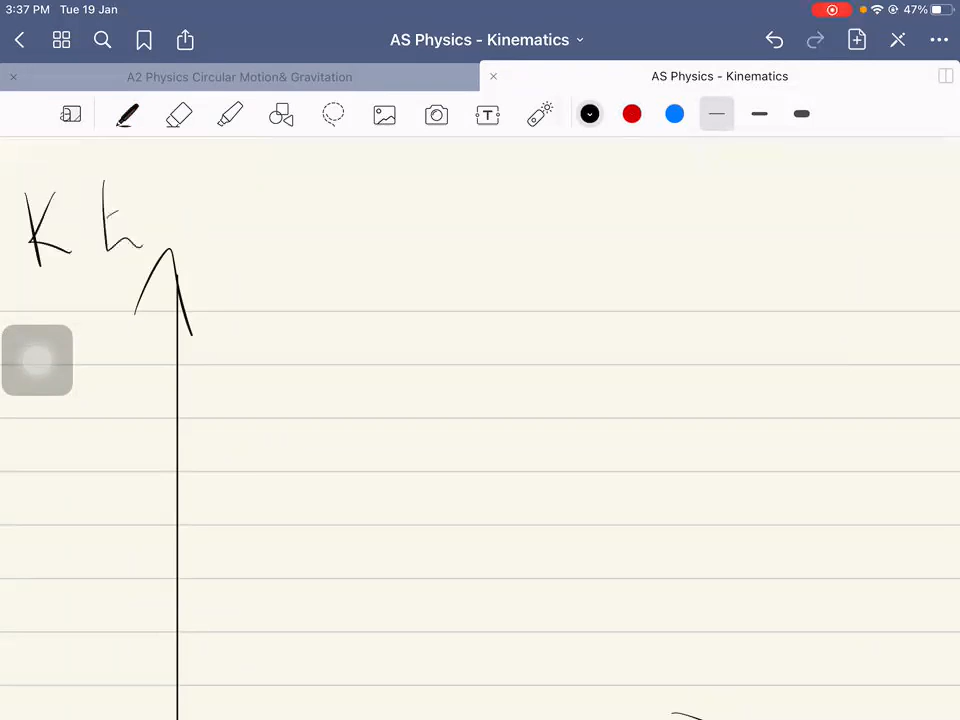 3:37 PM Tue 19 Jan 47%
AS Physics - Kinematics
A2 Physics Circular Motion& Gravitation AS Physics - Kinematics
T
K E